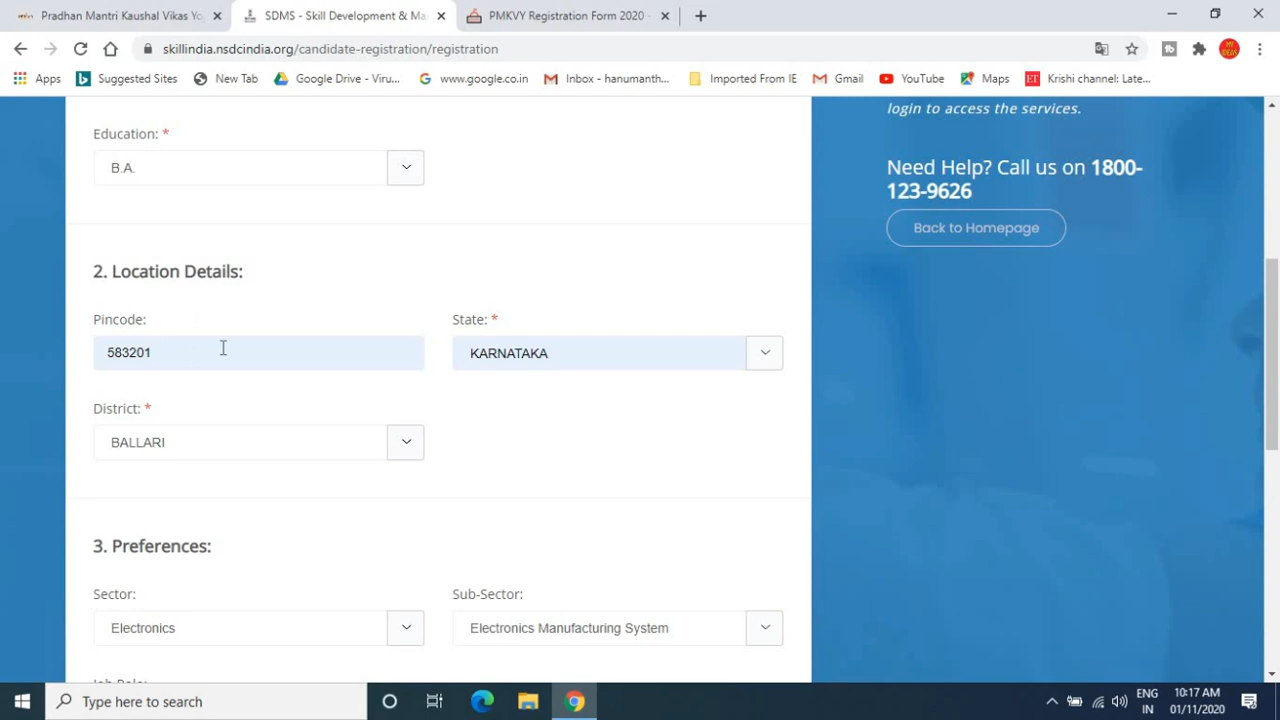 Pradhan Mantri Kaushal Vikas Yo
SDMS - Skill Development & Ma
PMKVY Registration Form 2020 -
skillindia.nsdcindia.org/candidate-registration/registration
MY IDEAS
Apps
Suggested Sites
New Tab
Google Drive - Viru...
www.google.co.in
Inbox - hanumanth...
Imported From IE
Gmail
YouTube
Maps
ET
Krishi channel: Late...
login to access the services.
Education: *
B.A.
Need Help? Call us on 1800-
123-9626
Back to Homepage
2. Location Details:
Pincode:
State: *
583201
KARNATAKA
District: *
BALLARI
3. Preferences:
Sector:
Sub-Sector:
Electronics
Electronics Manufacturing System
Type here to search
ENG
IN
10:17 AM
01/11/2020